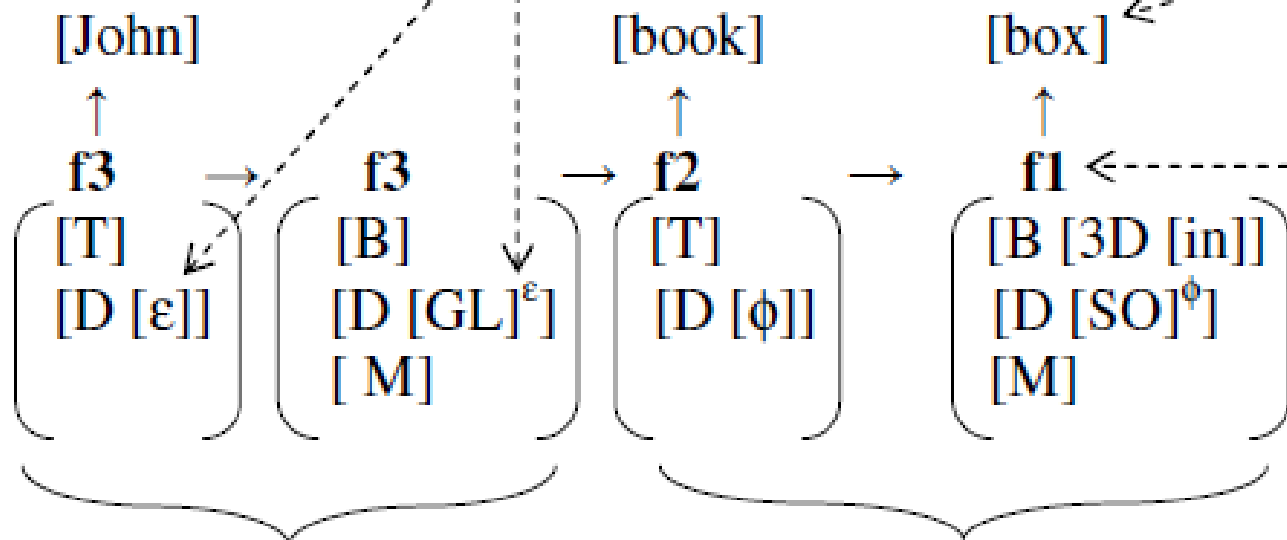 [John] [book] [box]
↑ ↑ ↑
f3 → f3 → f2 → f1
[T] [B] [T] [B [3D [in]]
[D [ε]] [D [GL]ᵋ] [D [ϕ]] [D [SO]ᶲ]
[ M] [M]